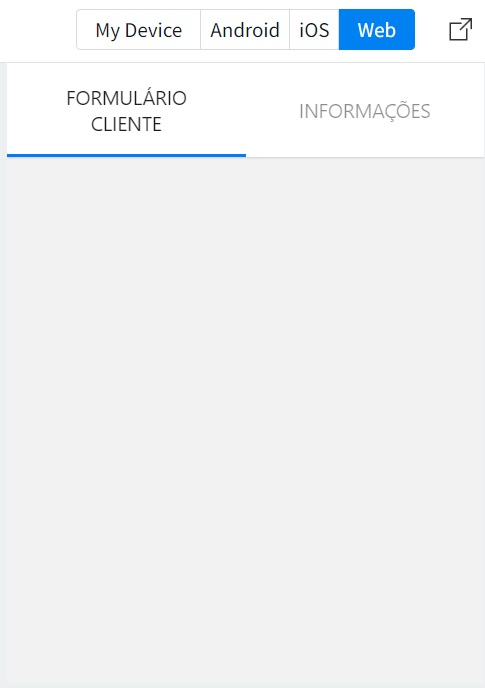 My Device Android iOS Web
FORMULÁRIO
CLIENTE
INFORMAÇÕES